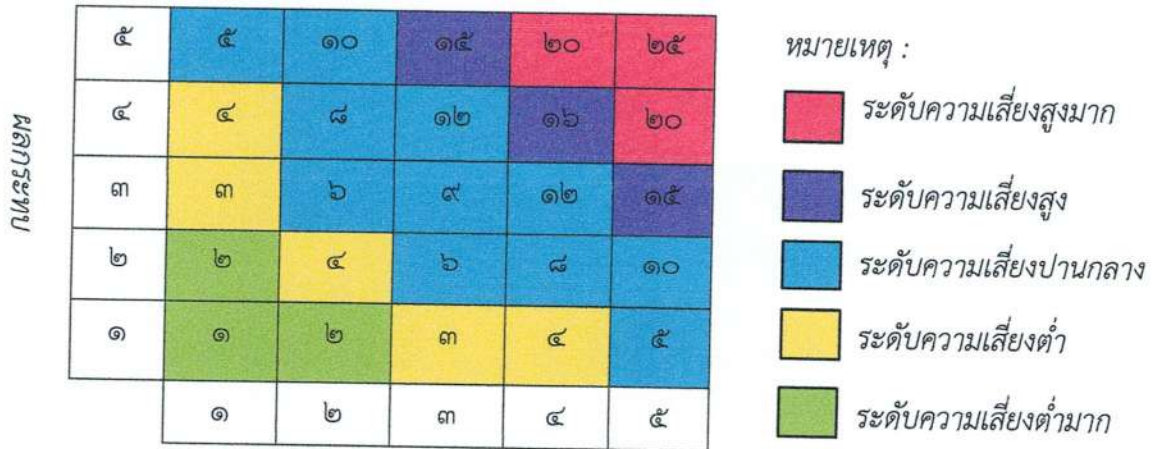 ผลกระทบ
๕ ๕ ๑๐ ๑๕ ๒๐ ๒๕
๔ ๔ ๘ ๑๒ ๑๖ ๒๐
๓ ๓ ๖ ๙ ๑๒ ๑๕
๒ ๒ ๔ ๖ ๘ ๑๐
๑ ๑ ๒ ๓ ๔ ๕
๑ ๒ ๓ ๔ ๕
หมายเหตุ :
ระดับความเสี่ยงสูงมาก
ระดับความเสี่ยงสูง
ระดับความเสี่ยงปานกลาง
ระดับความเสี่ยงต่ำ
ระดับความเสี่ยงต่ำมาก